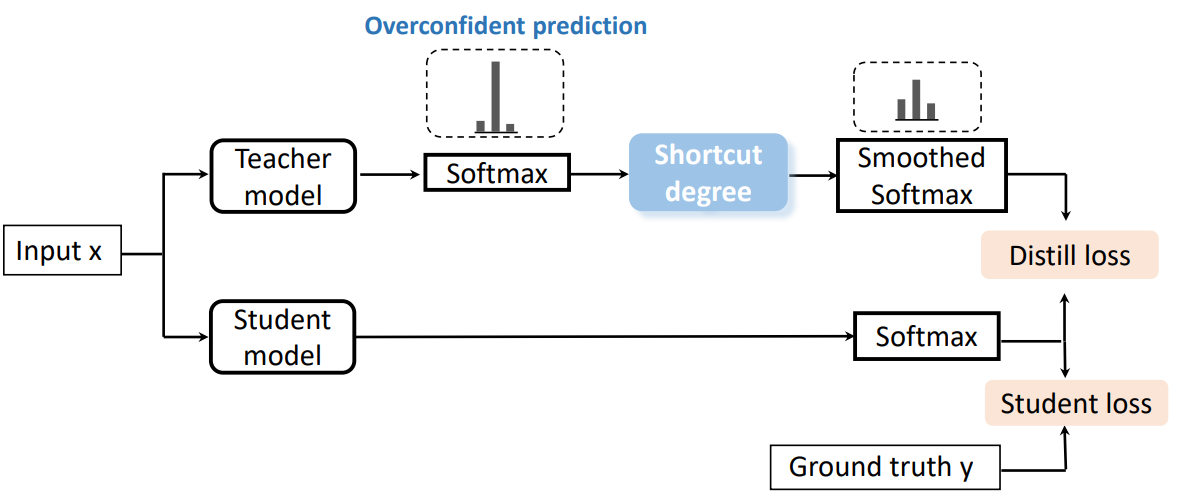 Overconfident prediction
Teacher
model
Softmax
Shortcut
degree
Smoothed
Softmax
Input x
Distill loss
Student
model
Softmax
Student loss
Ground truth y